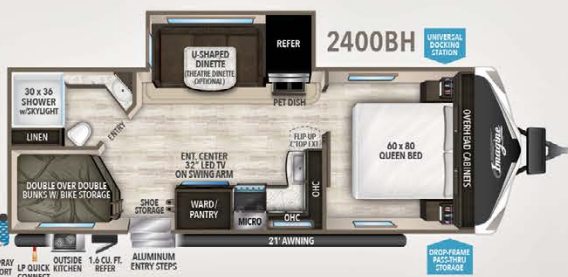 2400BH
UNIVERSAL
DOCKING
STATION
U-SHAPED
DINETTE
(THEATRE DINETTE
OPTIONAL)
REFER
PET DISH
30 x 36
SHOWER
w/SKYLIGHT
LINEN
ENTRY
FLIP UP
C'TOP EXT
60 x 80
QUEEN BED
OVERHEAD CABINETS
Imagine
ENT. CENTER
32" LED TV
ON SWING ARM
DOUBLE OVER DOUBLE
BUNKS W/ BIKE STORAGE
SHOE
STORAGE
WARD/
PANTRY
MICRO
OHC
OHC
21' AWNING
LP QUICK
CONNECT
OUTSIDE
KITCHEN
1.6 CU. FT.
REFER
ALUMINUM
ENTRY STEPS
DROP-FRAME
PASS-THRU
STORAGE